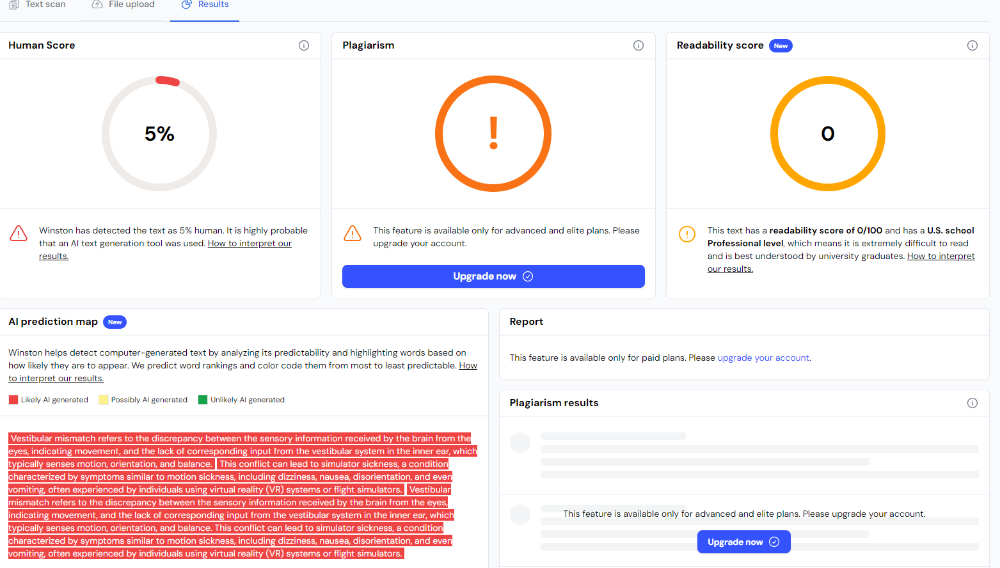 Text scan
File upload
Results
Human Score
5%
Winston has detected the text as 5% human. It is highly probable
that an AI text generation tool was used. How to interpret our
results.
Plagiarism
!
This feature is available only for advanced and elite plans. Please
upgrade your account.
Upgrade now
Readability score New
0
This text has a readability score of 0/100 and has a U.S. school
Professional level, which means it is extremely difficult to read
and is best understood by university graduates. How to interpret
our results.
AI prediction map New
Winston helps detect computer-generated text by analyzing its predictability and highlighting words based on
how likely they are to appear. We predict word rankings and color code them from most to least predictable. How
to interpret our results.
Likely AI generated
Possibly AI generated
Unlikely AI generated
Vestibular mismatch refers to the discrepancy between the sensory information received by the brain from the
eyes, indicating movement, and the lack of corresponding input from the vestibular system in the inner ear, which
typically senses motion, orientation, and balance. This conflict can lead to simulator sickness, a condition
characterized by symptoms similar to motion sickness, including dizziness, nausea, disorientation, and even
vomiting, often experienced by individuals using virtual reality (VR) systems or flight simulators. Vestibular
mismatch refers to the discrepancy between the sensory information received by the brain from the eyes,
indicating movement, and the lack of corresponding input from the vestibular system in the inner ear, which
typically senses motion, orientation, and balance. This conflict can lead to simulator sickness, a condition
characterized by symptoms similar to motion sickness, including dizziness, nausea, disorientation, and even
vomiting, often experienced by individuals using virtual reality (VR) systems or flight simulators.
Report
This feature is available only for paid plans. Please upgrade your account.
Plagiarism results
This feature is available only for advanced and elite plans. Please upgrade your account.
Upgrade now